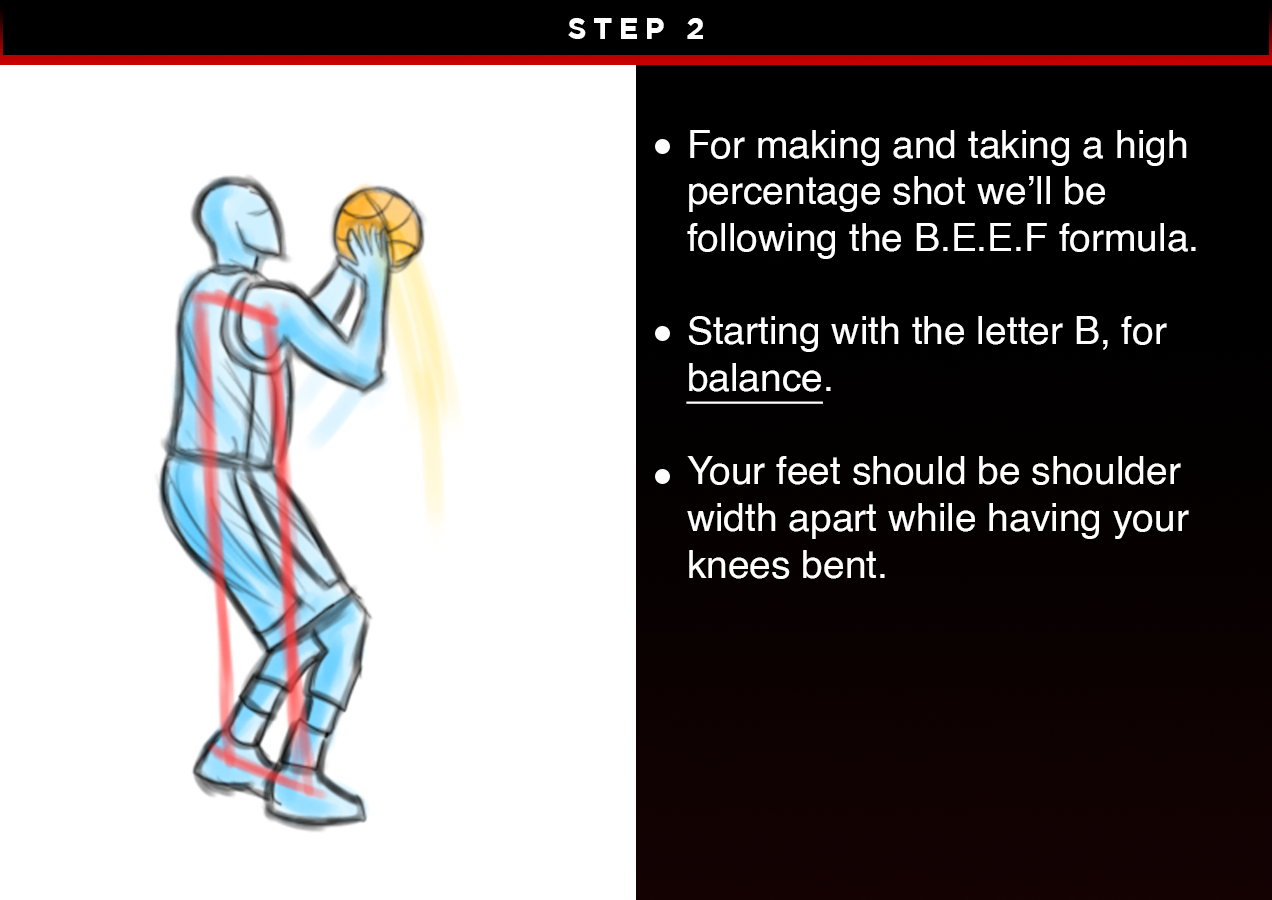 STEP 2
• For making and taking a high
percentage shot we’ll be
following the B.E.E.F formula.
• Starting with the letter B, for
balance.
• Your feet should be shoulder
width apart while having your
knees bent.